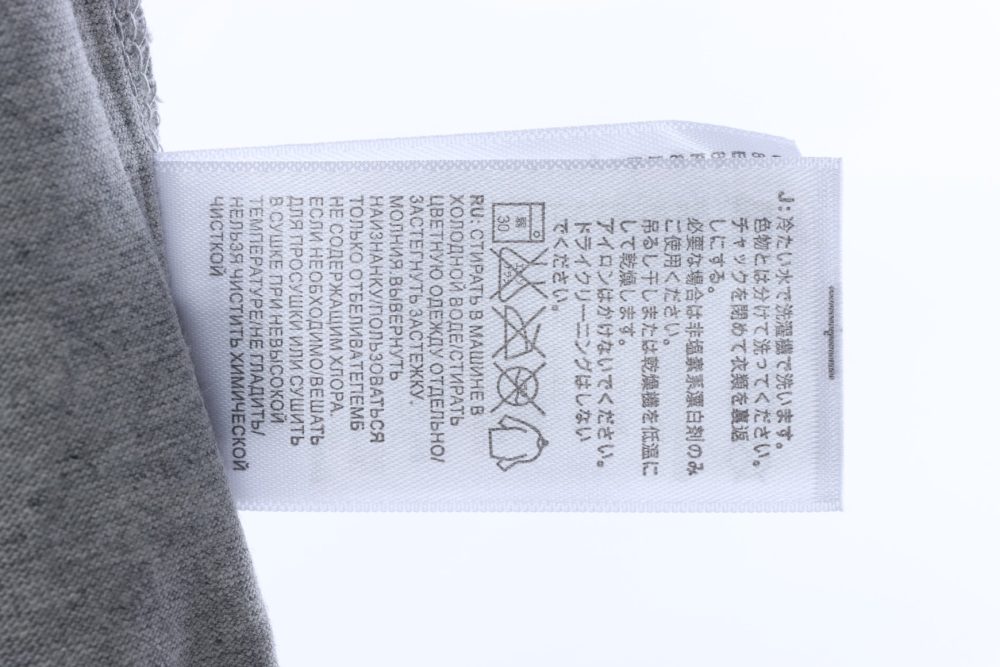 J: 冷たい水で洗濯機で洗います。
色物とは分けて洗ってください。
チャックを閉めて衣類を裏返
しにする。
必要な場合は非塩素系漂白剤のみ
ご使用ください。
吊るし干しまたは乾燥機を低温に
して乾燥します。
アイロンはかけないでください。
ドライクリーニングはしない
でください。
30
RU: СТИРАТЬ В МАШИНЕ В
ХОЛОДНОЙ ВОДЕ/СТИРАТЬ
ЦВЕТНУЮ ОДЕЖДУ ОТДЕЛЬНО/
ЗАСТЕГНУТЬ ЗАСТЕЖКУ.
МОЛНИЯ.ВЫВЕРНУТЬ
НАИЗНАНКУ/ПОЛЬЗОВАТЬСЯ
ТОЛЬКО ОТБЕЛИВАТЕЛЕМБ
НЕ СОДЕРЖАЩИМ ХЛОРА.
ЕСЛИ НЕОБХОДИМО/ВЕШАТЬ
ДЛЯ ПРОСУШКИ ИЛИ СУШИТЬ
В СУШКЕ ПРИ НЕВЫСОКОЙ
ТЕМПЕРАТУРЕ/НЕ ГЛАДИТЬ/
НЕЛЬЗЯ ЧИСТИТЬ ХИМИЧЕСКОЙ
ЧИСТКОЙ